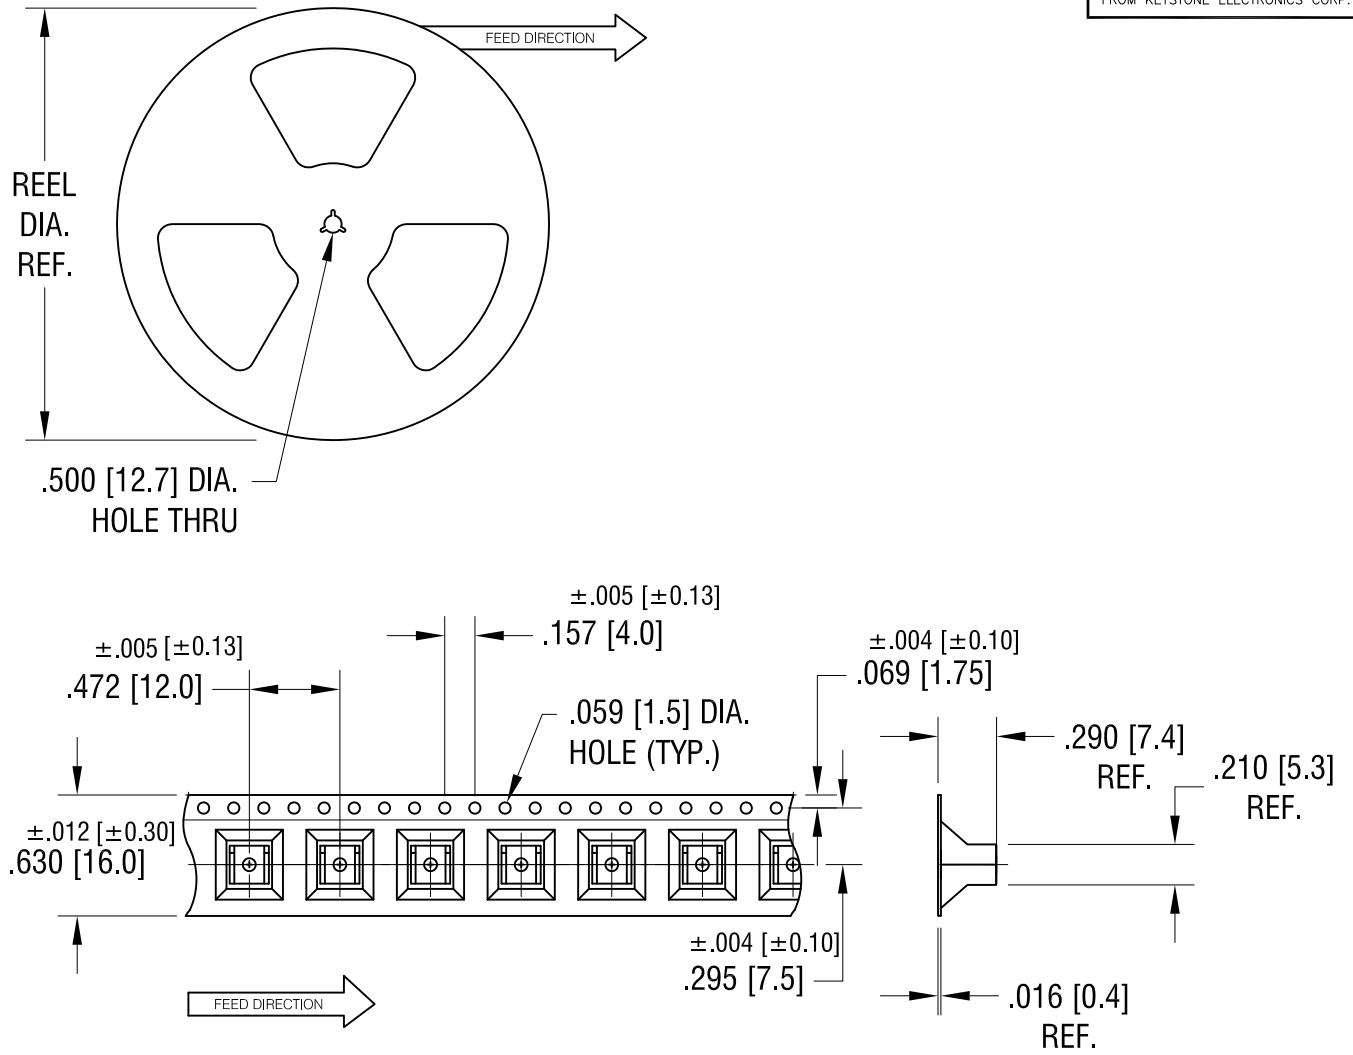 FROM KEYSTONE ELECTRONICS CORP.
FEED DIRECTION
REEL
DIA.
REF.
.500 [12.7] DIA.
HOLE THRU
±.005 [±0.13]
.157 [4.0]
±.005 [±0.13]
.472 [12.0]
±.004 [±0.10]
.069 [1.75]
.059 [1.5] DIA.
HOLE (TYP.)
.290 [7.4]
REF.
.210 [5.3]
REF.
±.012 [±0.30]
.630 [16.0]
±.004 [±0.10]
.295 [7.5]
FEED DIRECTION
.016 [0.4]
REF.